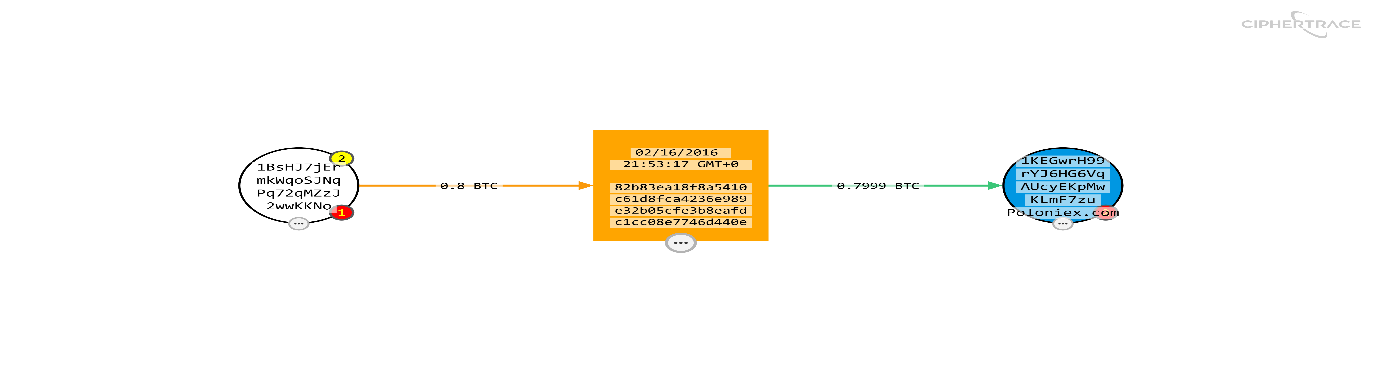 CIPHERTRACE
2
1BsHJ7jEr
mkWqoSJNq
Pq72qMZzJ
2wwKKNo
1
0.8 BTC
02/16/2016
21:53:17 GMT+0
82b83ea18f8a5410
c61d8fca4236e989
e32b05cfe3b8eafd
c1cc08e7746d440e
0.7999 BTC
1KEGwrH99
rYJ6HG6Vq
AUcyEKpMw
KLmF7zu
Poloniex.com